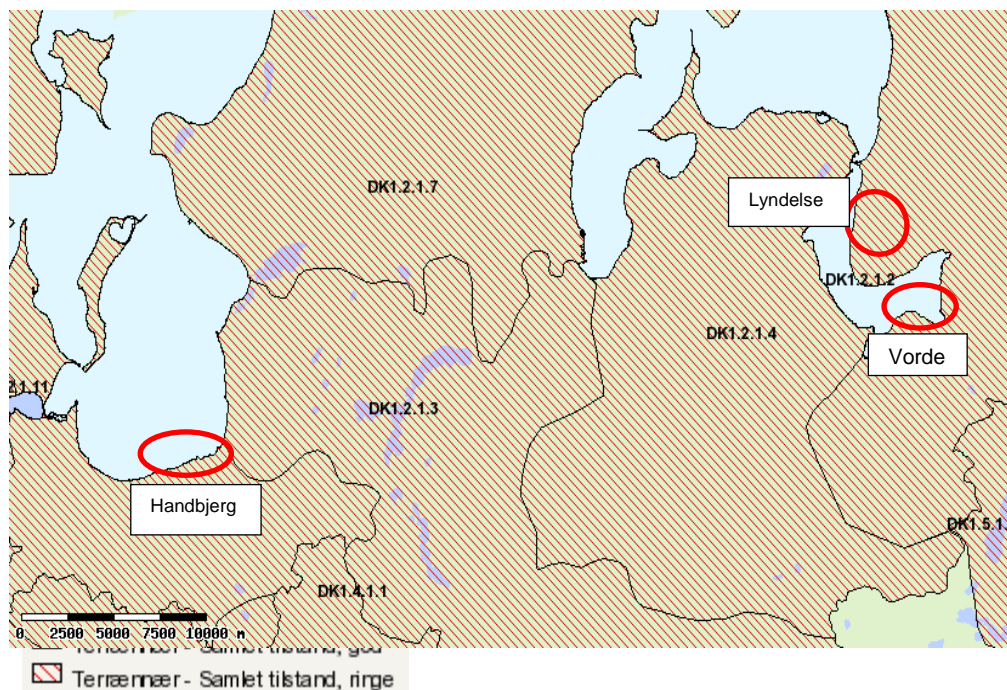 DK1.2.1.7
Lyndelse
DK1.2.1.2
DK1.2.1.4
Vorde
2.1.11
DK1.2.1.3
Handbjerg
DK1.5.1.
DK1.4.1.1
0 2500 5000 7500 10000 m
Terrænnær - Samlet tilstand, god
Terrænnær - Samlet tilstand, ringe